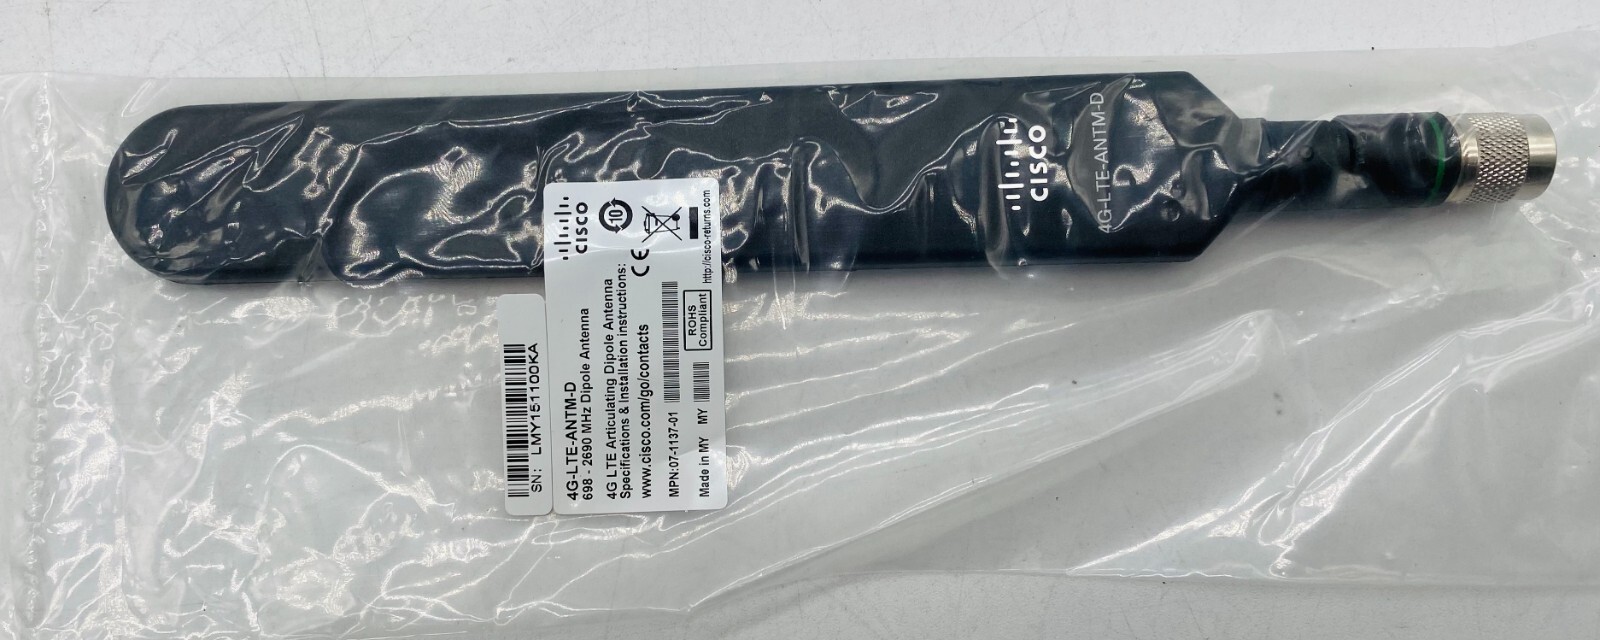 CISCO
4G-LTE-ANTM-D
SN: LMY151100KA
CISCO
10
CE
4G-LTE-ANTM-D
698 - 2690 MHz Dipole Antenna
4G LTE Articulating Dipole Antenna
Specifications & Installation instructions:
www.cisco.com/go/contacts
MPN:07-1137-01
Made in MY MY
ROHS
Compliant
http://cisco-returns.com